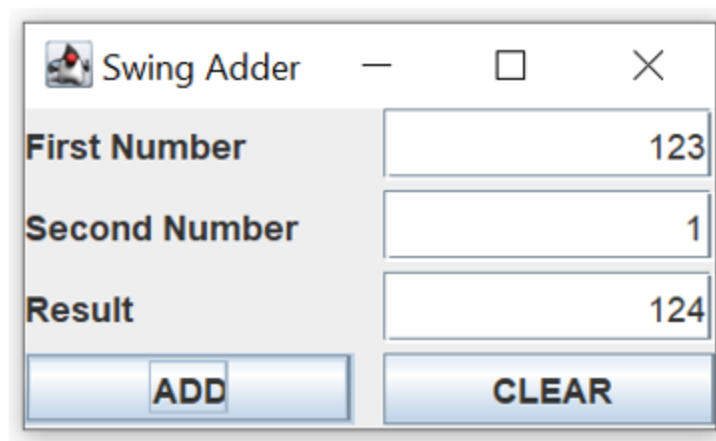 Swing Adder
First Number 123
Second Number 1
Result 124
ADD CLEAR